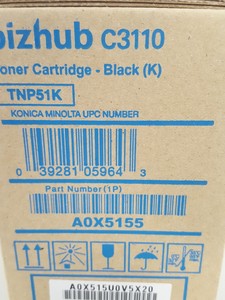 bizhub C3110
oner Cartridge - Black (K)
TNP51K
KONICA MINOLTA UPC NUMBER
0 39281 05964 3
Part Number (1P)
A0X5155
A0X515U0V5X20